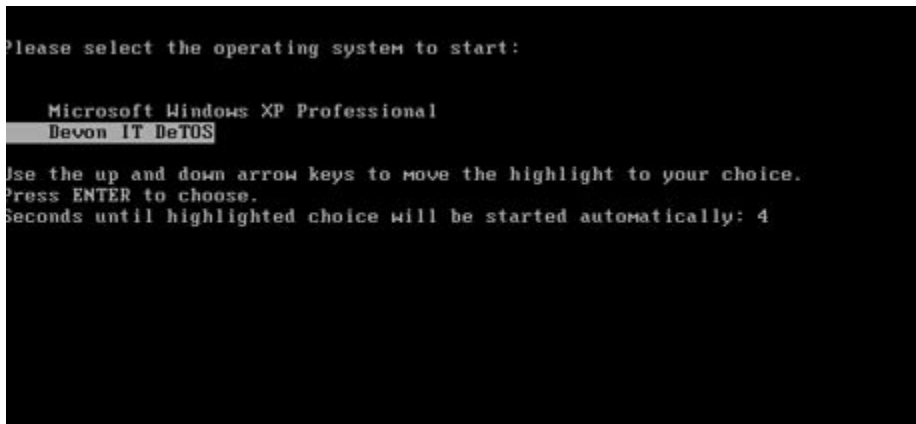 Please select the operating system to start:
Microsoft Windows XP Professional
Devon IT DeTOS
Use the up and down arrow keys to move the highlight to your choice.
Press ENTER to choose.
Seconds until highlighted choice will be started automatically: 4